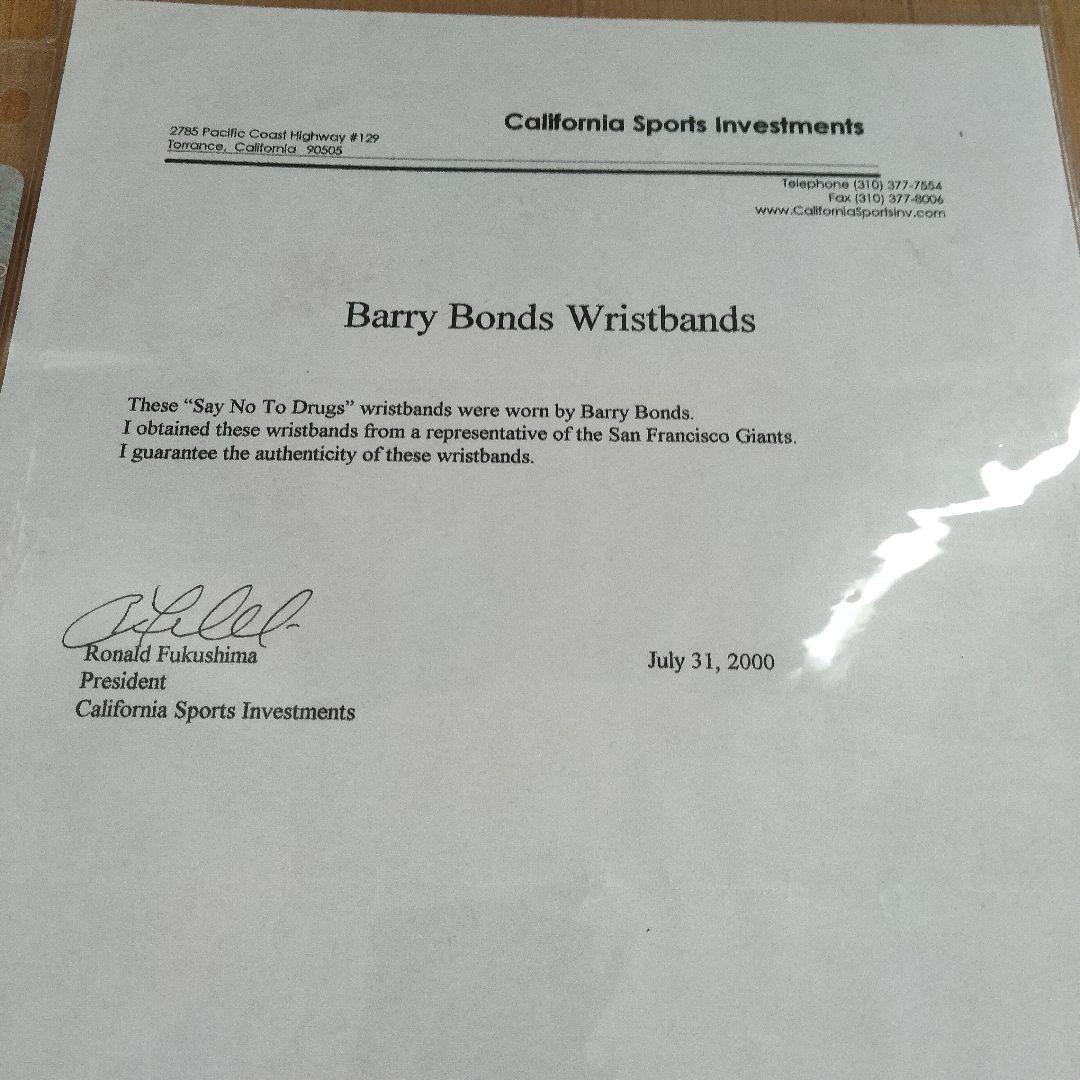 California Sports Investments
2785 Pacific Coast Highway #129
Torrance, California 90505
Telephone (310) 377-7554
Fax (310) 377-8006
www.CaliforniaSportsInv.com
Barry Bonds Wristbands
These “Say No To Drugs” wristbands were worn by Barry Bonds.
I obtained these wristbands from a representative of the San Francisco Giants.
I guarantee the authenticity of these wristbands.
Ronald Fukushima
President
California Sports Investments
July 31, 2000